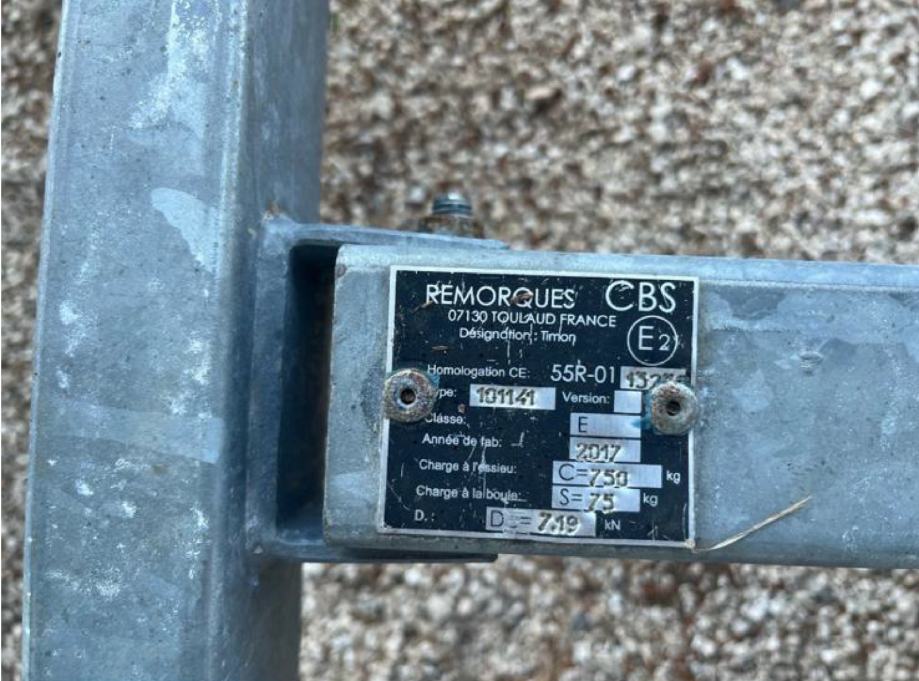 REMORQUES CBS
07130 TOULAUD FRANCE
Désignation: Timon
E2
Homologation CE: 55R-01
101141 Version:
Classe: E
Année de fab: 2017
Charge à l'essieu: C=750 kg
Charge à la boule: S=75 kg
D.: D = 7.19 kN